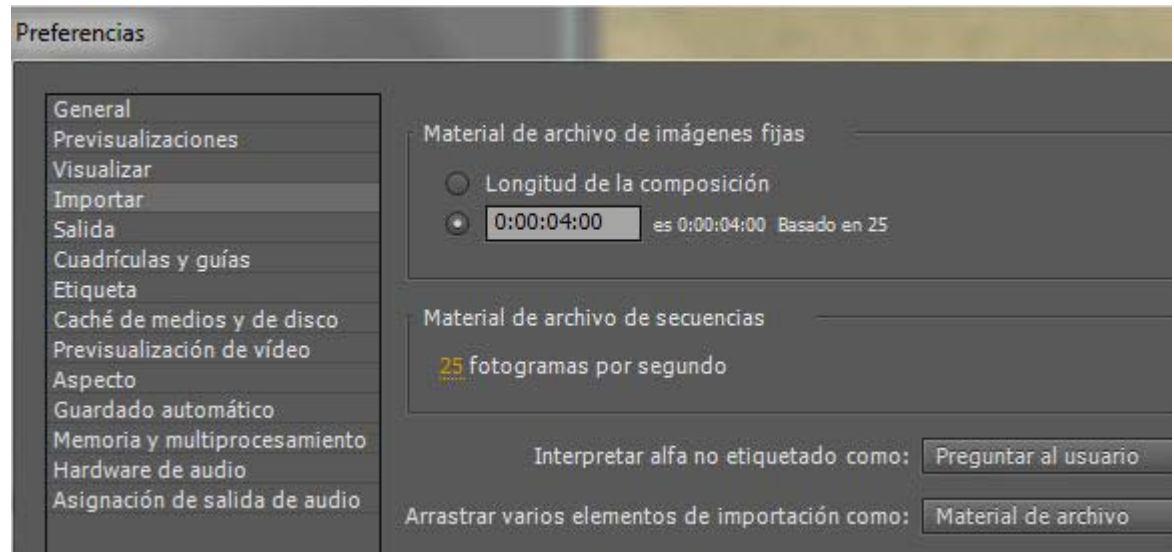 Preferencias
General
Previsualizaciones
Visualizar
Importar
Salida
Cuadrículas y guías
Etiqueta
Caché de medios y de disco
Previsualización de vídeo
Aspecto
Guardado automático
Memoria y multiprocesamiento
Hardware de audio
Asignación de salida de audio
Material de archivo de imágenes fijas
Longitud de la composición
0:00:04:00 es 0:00:04:00 Basado en 25
Material de archivo de secuencias
25 fotogramas por segundo
Interpretar alfa no etiquetado como: Preguntar al usuario
Arrastrar varios elementos de importación como: Material de archivo